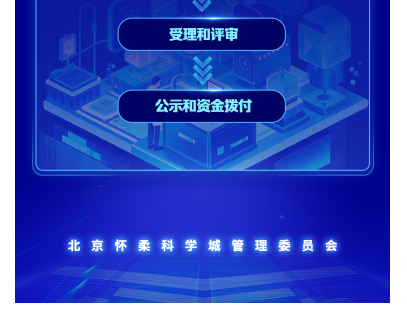 受理和评审
公示和资金拨付
北京怀柔科学城管理委员会